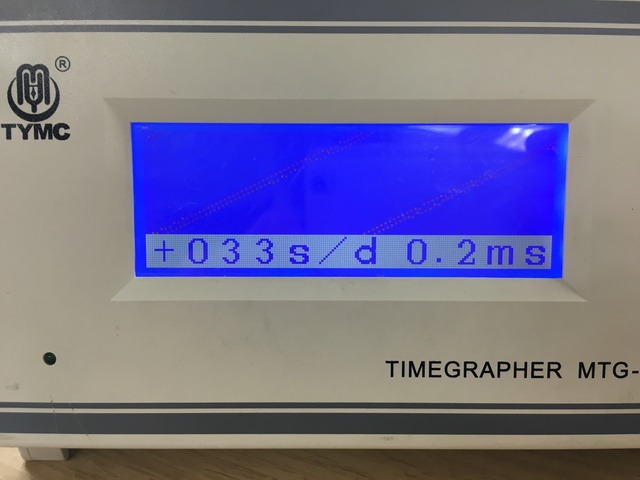 ®
TYMC
+033s/d 0.2ms
TIMEGRAPHER MTG-